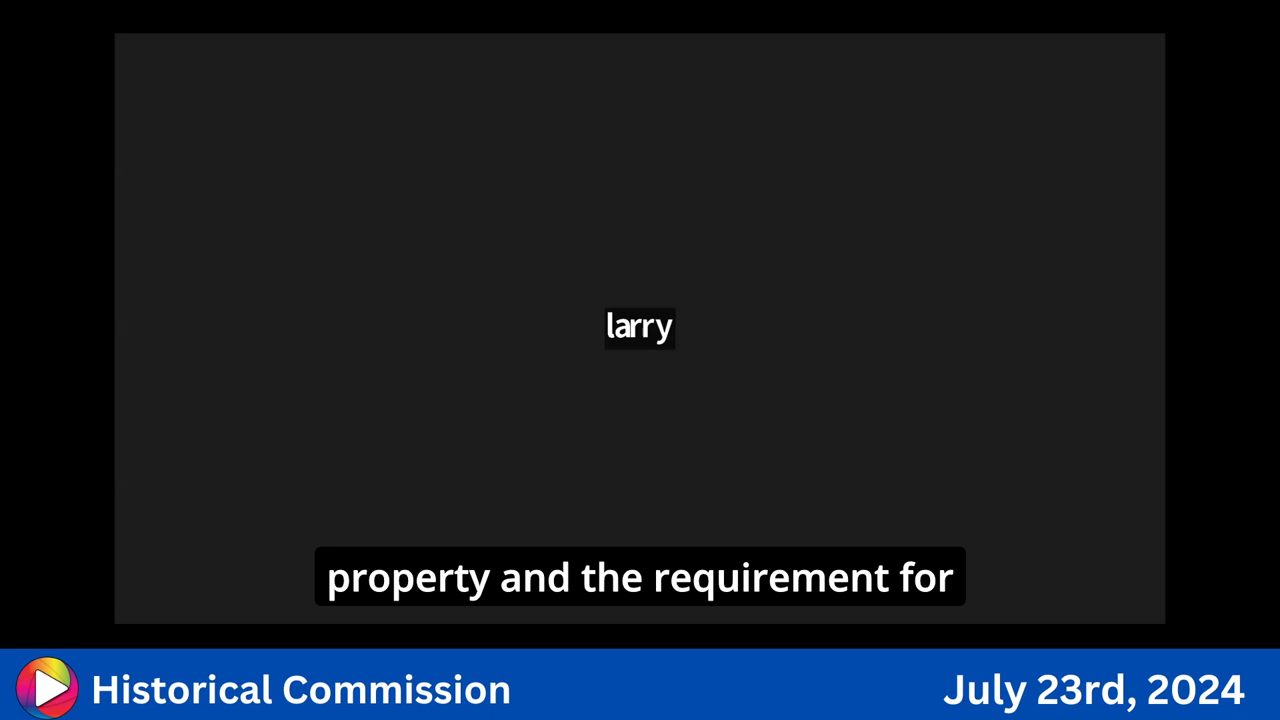 larry
property and the requirement for
Historical Commission
July 23rd, 2024